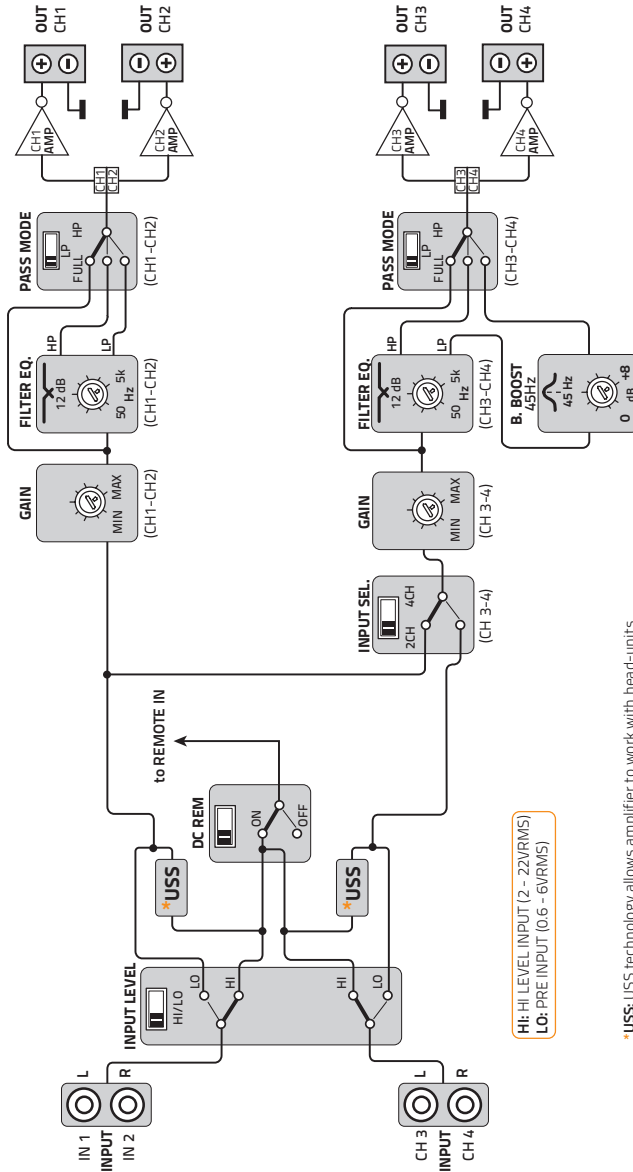 IN 1
INPUT
IN 2
L
R
INPUT LEVEL
HI/LO
LO
HI
*USS
DC REM
ON
OFF
to REMOTE IN
GAIN
MIN MAX
(CH1-CH2)
FILTER EQ.
12 dB
50 5k
Hz
(CH1-CH2)
HP
LP
PASS MODE
LP
FULL HP
(CH1-CH2)
CH1
CH2
CH1
AMP
CH2
AMP
OUT
CH1
+
−
OUT
CH2
−
+
CH 3
INPUT
CH 4
L
R
HI
LO
*USS
INPUT SEL.
2CH 4CH
(CH 3-4)
GAIN
MIN MAX
(CH 3-4)
FILTER EQ.
12 dB
50 5k
Hz
(CH3-CH4)
HP
LP
B. BOOST
45Hz
45 Hz
0 +8
dB
PASS MODE
LP
FULL HP
(CH3-CH4)
CH3
CH4
CH3
AMP
CH4
AMP
OUT
CH3
+
−
OUT
CH4
−
+
HI: HI LEVEL INPUT (2 - 22VRMS)
LO: PRE INPUT (0.6 - 6VRMS)
*USS: USS technology allows amplifier to work with head-units